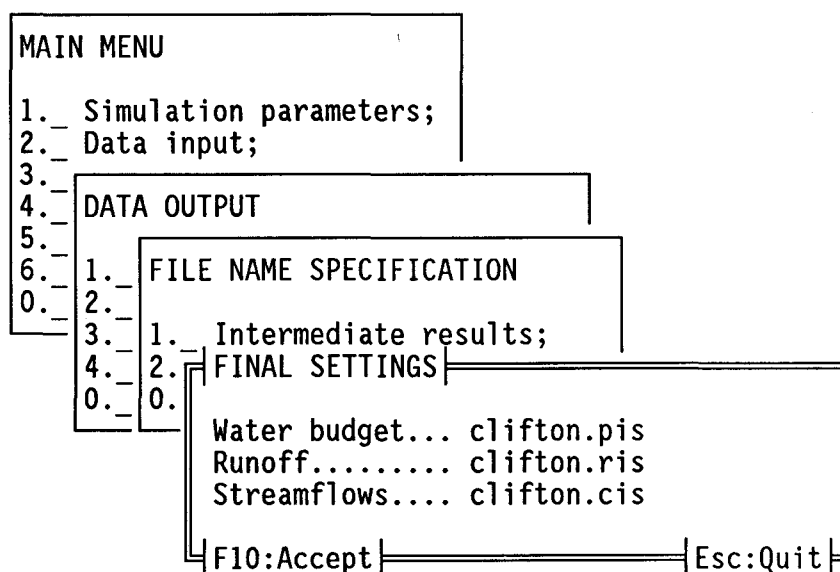 MAIN MENU
1._ Simulation parameters;
2._ Data input;
3._
4._
5._
6._
0._
DATA OUTPUT
1._
2._
3._
4._
0._
FILE NAME SPECIFICATION
1._ Intermediate results;
2.
0.
FINAL SETTINGS
Water budget... clifton.pis
Runoff......... clifton.ris
Streamflows.... clifton.cis
F10:Accept
Esc:Quit